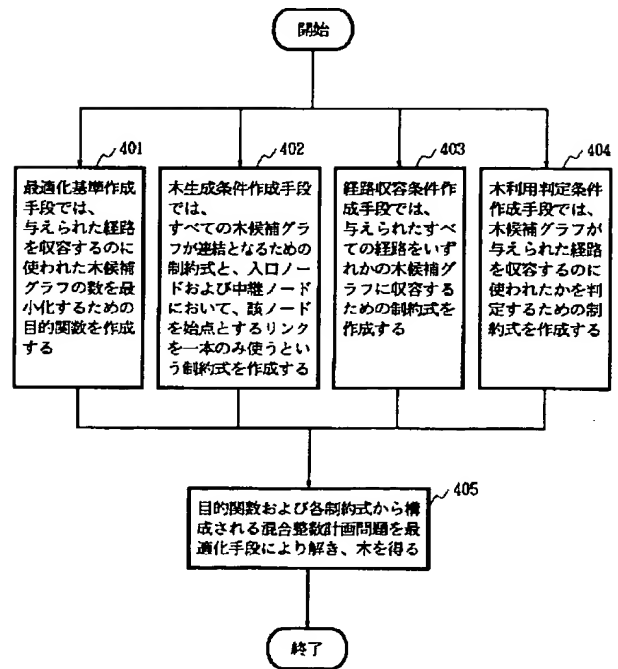 開始
401
最適化基準作成
手段では、
与えられた経路
を収容するのに
使われた木候補
グラフの数を最
小化するための
目的関数を作成
する
402
木生成条件作成手段
では、
すべての木候補グラ
フが連結となるための
制約式と、入口ノー
ドおよび中継ノード
において、該ノード
を始点とするリンク
を一本のみ使うとい
う制約式を作成する
403
経路収容条件作
成手段では、
与えられたすべ
ての経路をいず
れかの木候補グ
ラフに収容する
ための制約式を
作成する
404
木利用判定条件
作成手段では、
木候補グラフが
与えられた経路
を収容するのに
使われたかを判
定するための制
約式を作成する
405
目的関数および各制約式から構
成される混合整数計画問題を最
適化手段により解き、木を得る
終了